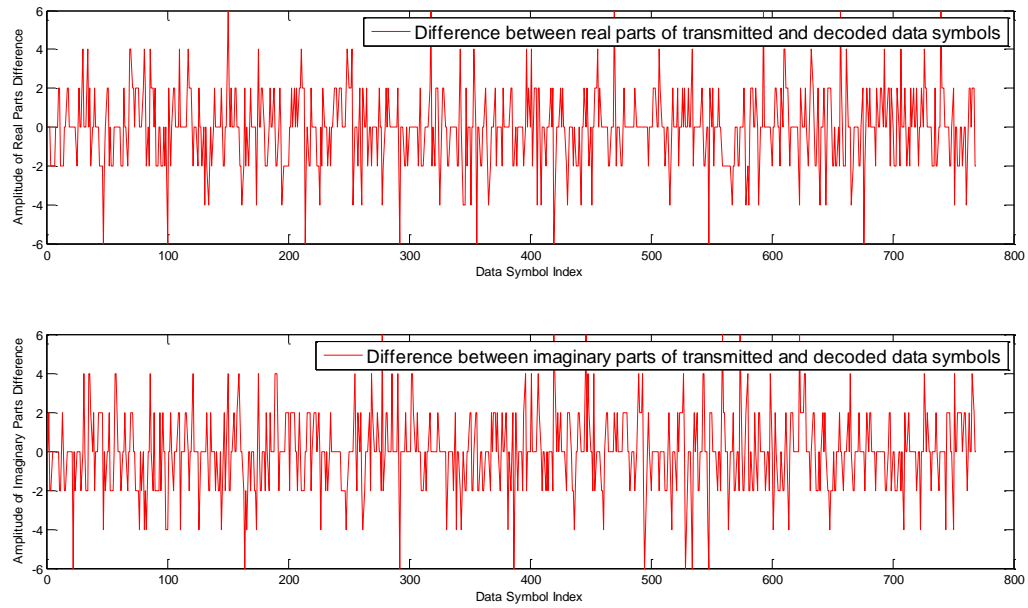 6
Difference between real parts of transmitted and decoded data symbols
4
2
0
-2
-4
-6
Amplitude of Real Parts Difference
0 100 200 300 400 500 600 700 800
Data Symbol Index
6
Difference between imaginary parts of transmitted and decoded data symbols
4
2
0
-2
-4
-6
Amplitude of Imaginary Parts Difference
0 100 200 300 400 500 600 700 800
Data Symbol Index